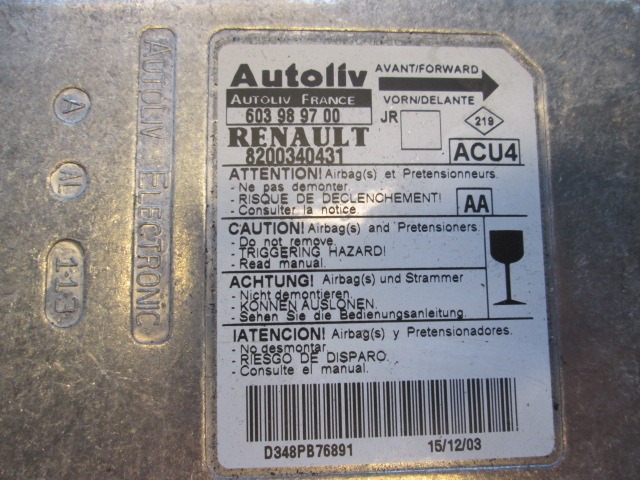 AUTOLIV ELECTRONIC
A
AL
1-13
Autoliv
AVANT/FORWARD
AUTOLIV FRANCE
VORN/DELANTE
603 98 97 00
JR
219
RENAULT
8200340431
ACU4
ATTENTION! Airbag(s) et Pretensionneurs.
- Ne pas demonter.
- RISQUE DE DECLENCHEMENT!
- Consulter la notice.
AA
CAUTION! Airbag(s) and Pretensioners.
- Do not remove.
- TRIGGERING HAZARD!
- Read manual.
ACHTUNG! Airbag(s) und Strammer
- Nicht demontieren.
- KONNEN AUSLONEN.
- Sehen Sie die Bedienungsanleitung.
!ATENCION! Airbag(s) y Pretensionadores.
- No desmontar
- RIESGO DE DISPARO.
- Consulte el manual.
D348PB76891
15/12/03